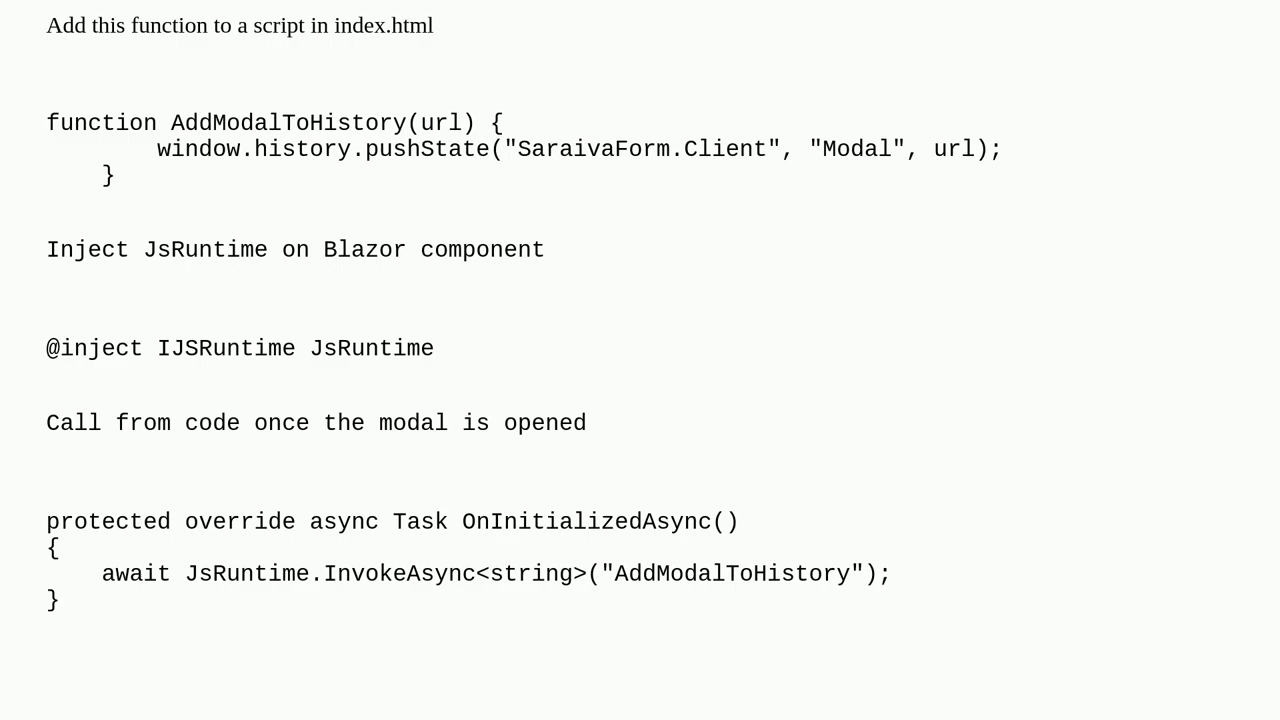 Add this function to a script in index.html
function AddModalToHistory(url) {
        window.history.pushState("SaraivaForm.Client", "Modal", url);
    }
Inject JsRuntime on Blazor component
@inject IJSRuntime JsRuntime
Call from code once the modal is opened
protected override async Task OnInitializedAsync()
{
    await JsRuntime.InvokeAsync<string>("AddModalToHistory");
}